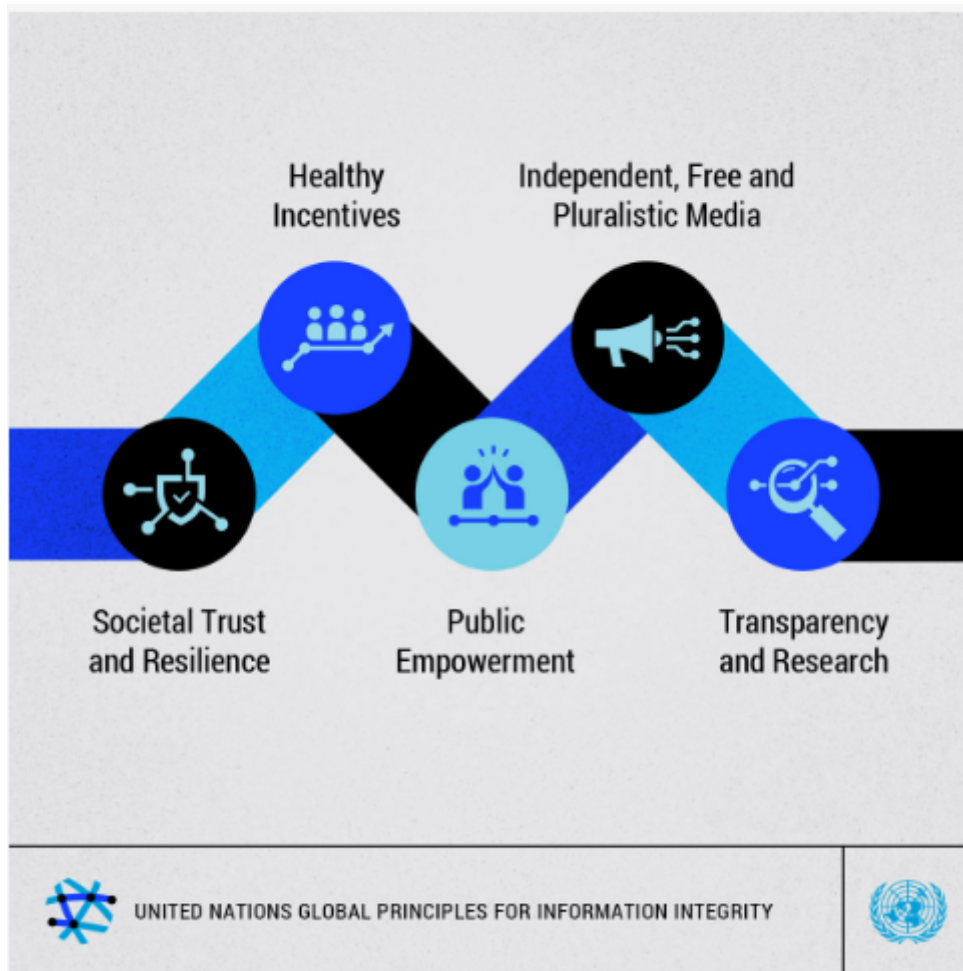 Healthy
Incentives
Independent, Free and
Pluralistic Media
Societal Trust
and Resilience
Public
Empowerment
Transparency
and Research
UNITED NATIONS GLOBAL PRINCIPLES FOR INFORMATION INTEGRITY